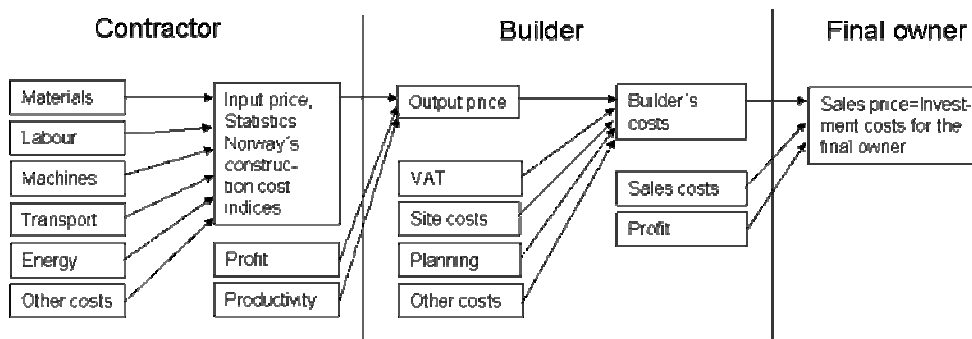 Contractor
Builder
Final owner
Materials
Labour
Machines
Transport
Energy
Other costs
Input price,
Statistics
Norway´s
construc-
tion cost
indices
Profit
Productivity
Output price
VAT
Site costs
Planning
Other costs
Builder´s
costs
Sales costs
Profit
Sales price=Invest-
ment costs for the
final owner